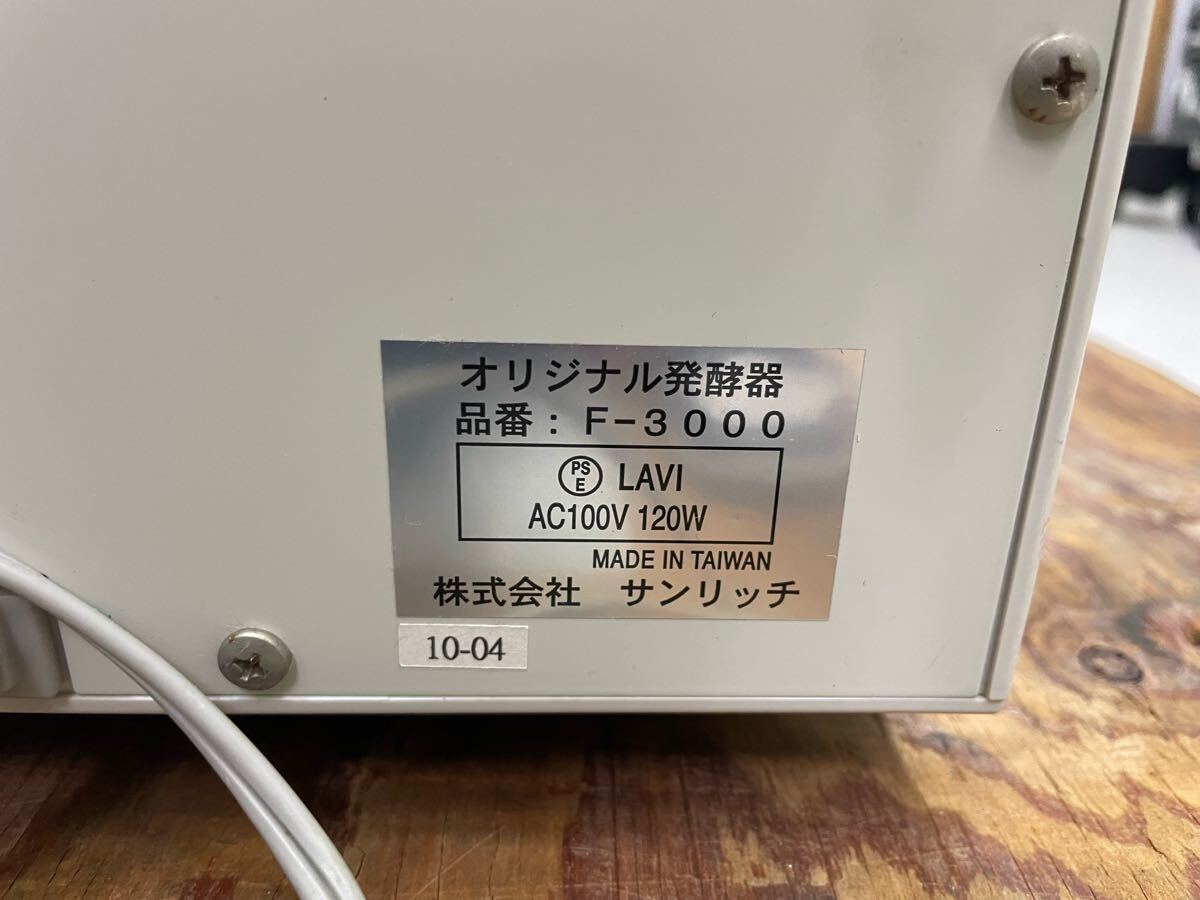 オリジナル発酵器
品番：F-3000
PSE LAVI
AC100V 120W
MADE IN TAIWAN
株式会社 サンリッチ
10-04